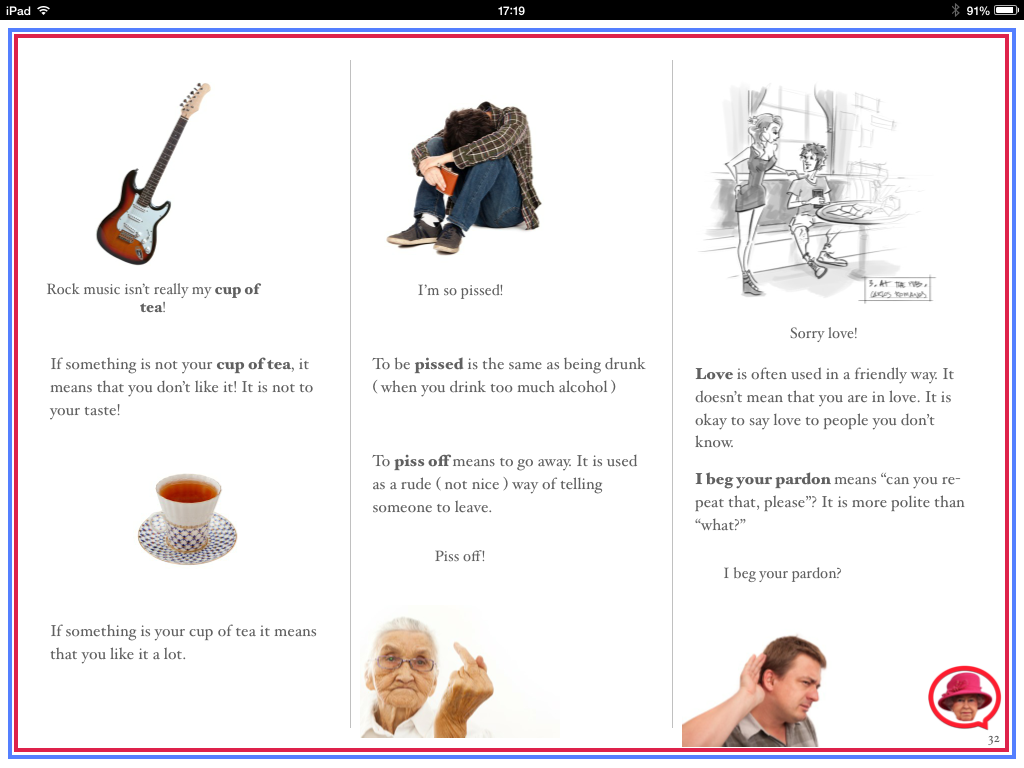 iPad
17:19
91%
Rock music isn't really my cup of
tea!
If something is not your cup of tea, it
means that you don't like it! It is not to
your taste!
If something is your cup of tea it means
that you like it a lot.
I'm so pissed!
To be pissed is the same as being drunk
( when you drink too much alcohol )
To piss off means to go away. It is used
as a rude ( not nice ) way of telling
someone to leave.
Piss off!
3. AT THE PUB.
Sorry love!
Love is often used in a friendly way. It
doesn't mean that you are in love. It is
okay to say love to people you don't
know.
I beg your pardon means “can you re-
peat that, please”? It is more polite than
“what?”
I beg your pardon?
32